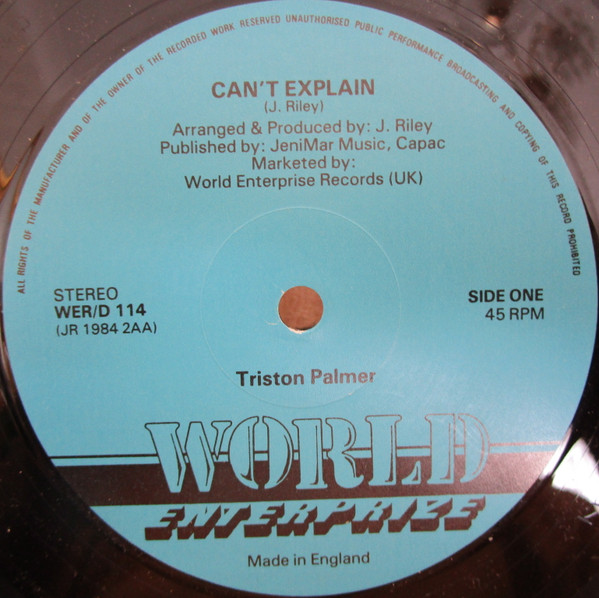 ALL RIGHTS OF THE MANUFACTURER AND OF THE OWNER OF THE RECORDED WORK RESERVED UNAUTHORISED PUBLIC PERFORMANCE BROADCASTING AND COPYING OF THIS RECORD PROHIBITED
CAN'T EXPLAIN
(J. Riley)
Arranged & Produced by: J. Riley
Published by: JeniMar Music, Capac
Marketed by:
World Enterprise Records (UK)
STEREO
WER/D 114
(JR 1984 2AA)
SIDE ONE
45 RPM
Triston Palmer
WORLD
ENTERPRIZE
Made in England